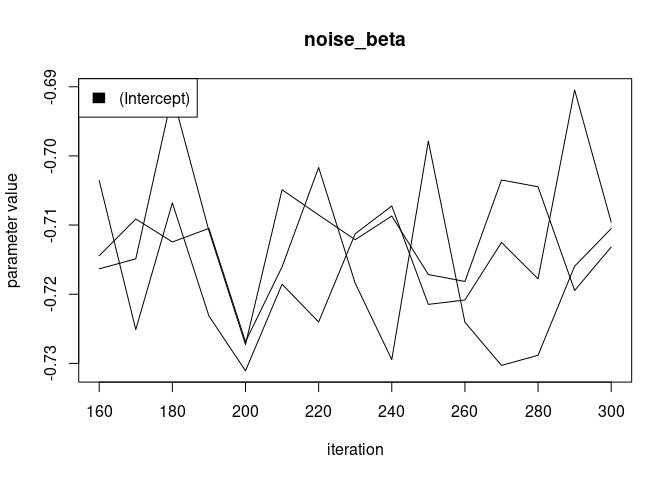 noise_beta
(Intercept)
-0.69
-0.70
-0.71
-0.72
-0.73
parameter value
160 180 200 220 240 260 280 300
iteration